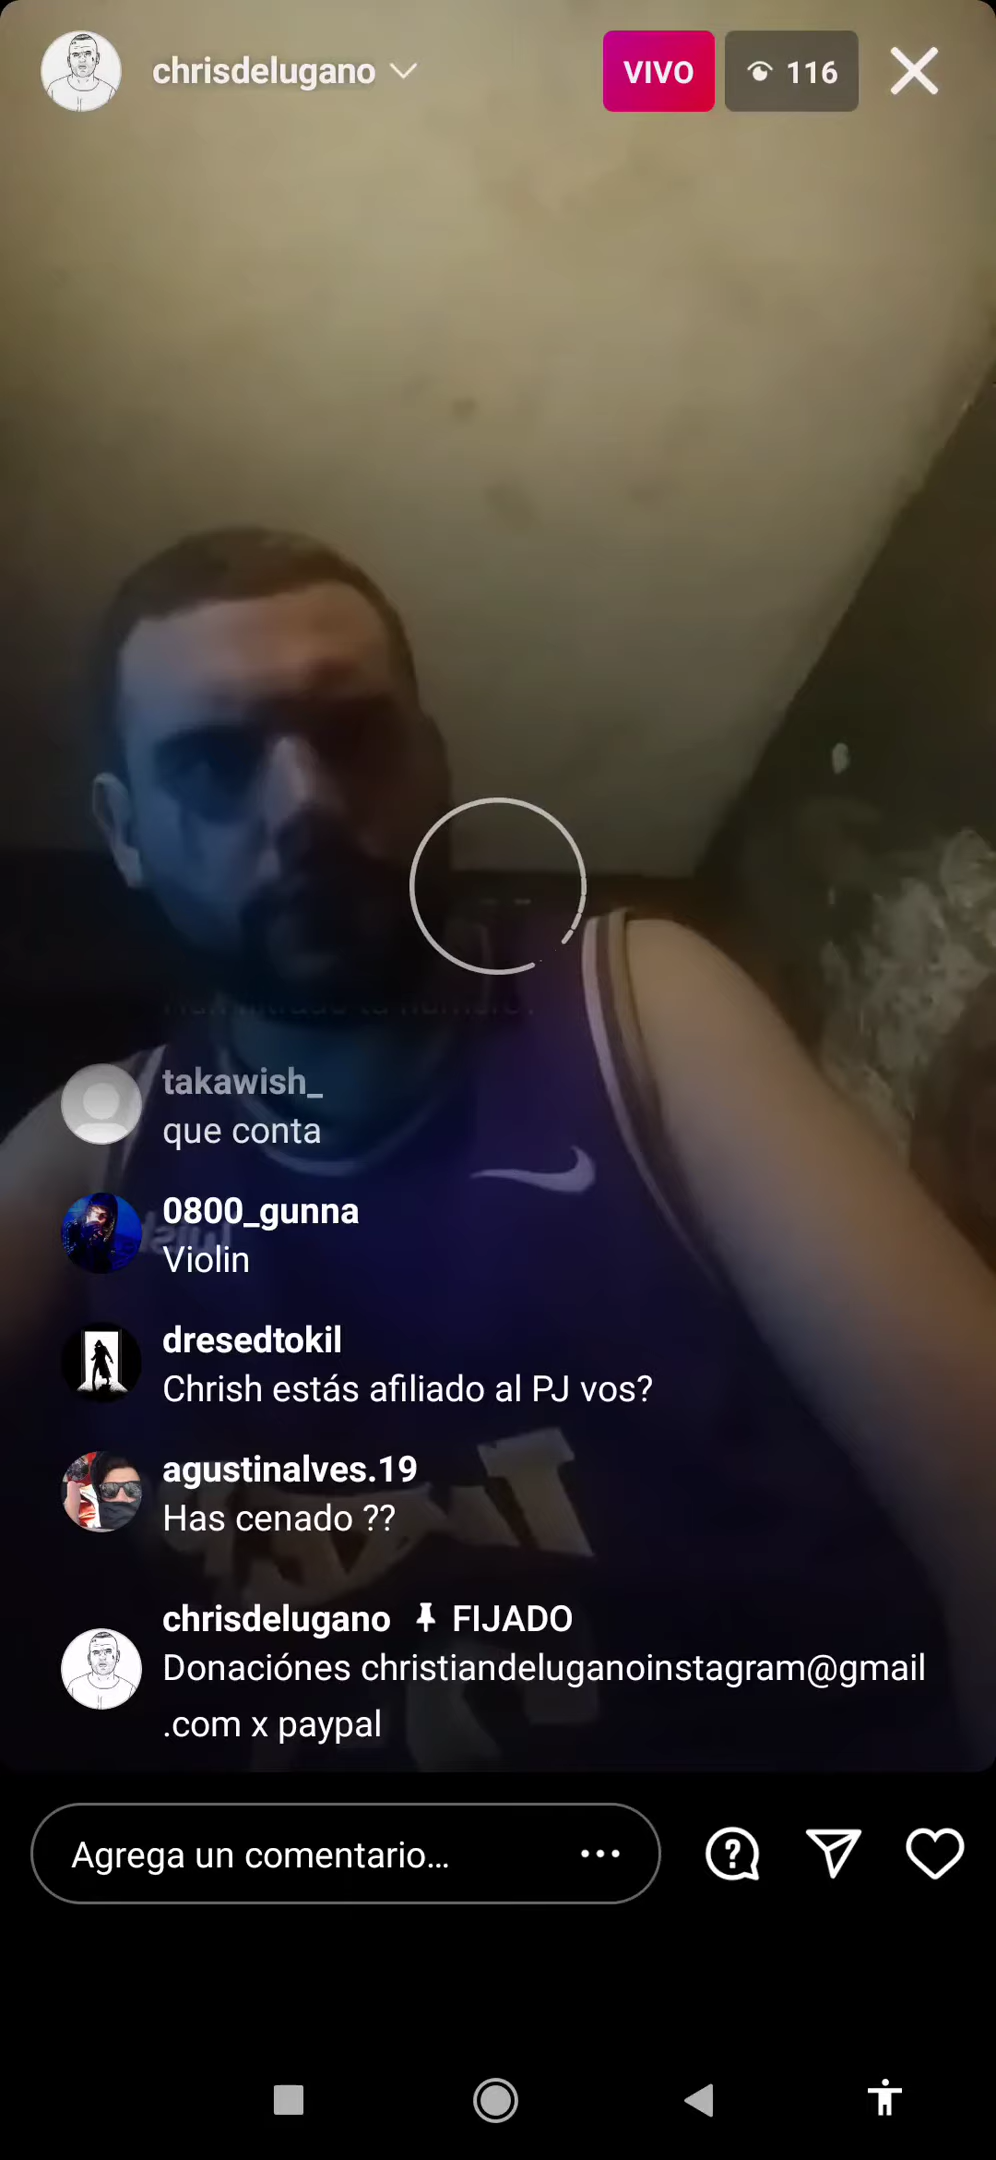 chrisdelugano
VIVO
116
takawish_
que conta
0800_gunna
Violin
dresedtokil
Chrish estás afiliado al PJ vos?
agustinalves.19
Has cenado ??
chrisdelugano FIJADO
Donaciónes christiandeluganoinstagram@gmail
.com x paypal
Agrega un comentario...